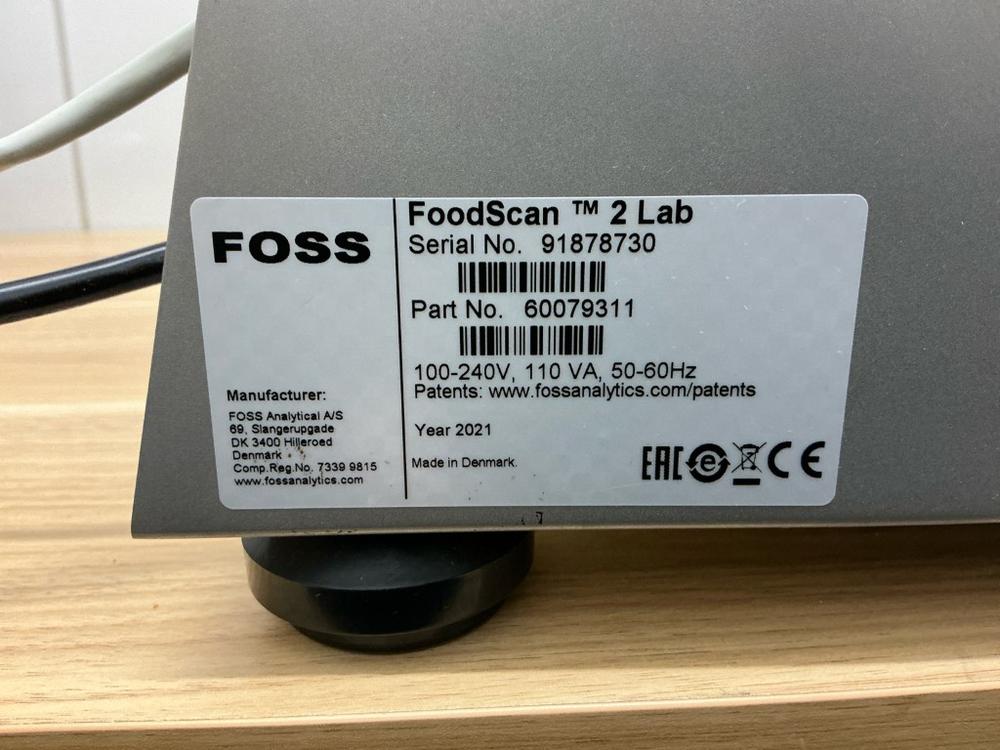 FOSS
Manufacturer:
FOSS Analytical A/S
69, Slangerupgade
DK 3400 Hilleroed
Denmark
Comp.Reg.No. 7339 9815
www.fossanalytics.com
FoodScan ™ 2 Lab
Serial No. 91878730
Part No. 60079311
100-240V, 110 VA, 50-60Hz
Patents: www.fossanalytics.com/patents
Year 2021
Made in Denmark.
EAC e CE